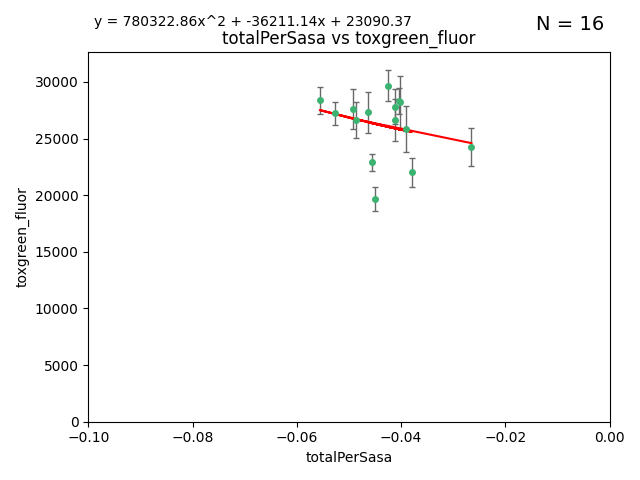 y = 780322.86x^2 + -36211.14x + 23090.37
N = 16
totalPerSasa vs toxgreen_fluor
30000
25000
20000
15000
10000
5000
0
toxgreen_fluor
−0.10
−0.08
−0.06
−0.04
−0.02
0.00
totalPerSasa